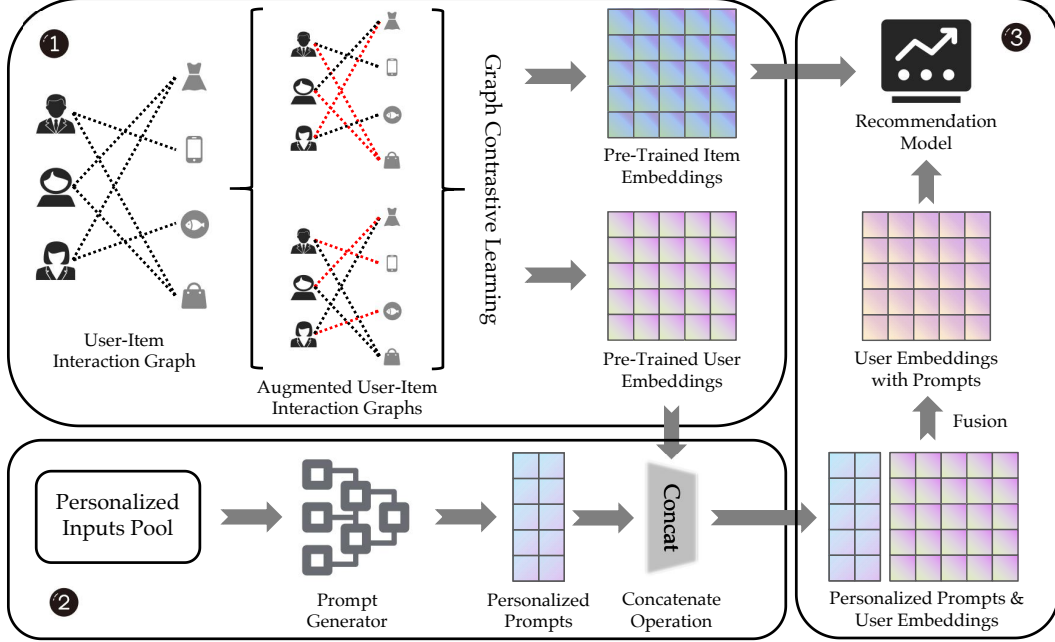 1
User-Item
Interaction Graph
Augmented User-Item
Interaction Graphs
Graph Contrastive Learning
Pre-Trained Item
Embeddings
Pre-Trained User
Embeddings
2
Personalized
Inputs Pool
Prompt
Generator
Personalized
Prompts
Concat
Concatenate
Operation
3
Recommendation
Model
User Embeddings
with Prompts
Fusion
Personalized Prompts &
User Embeddings